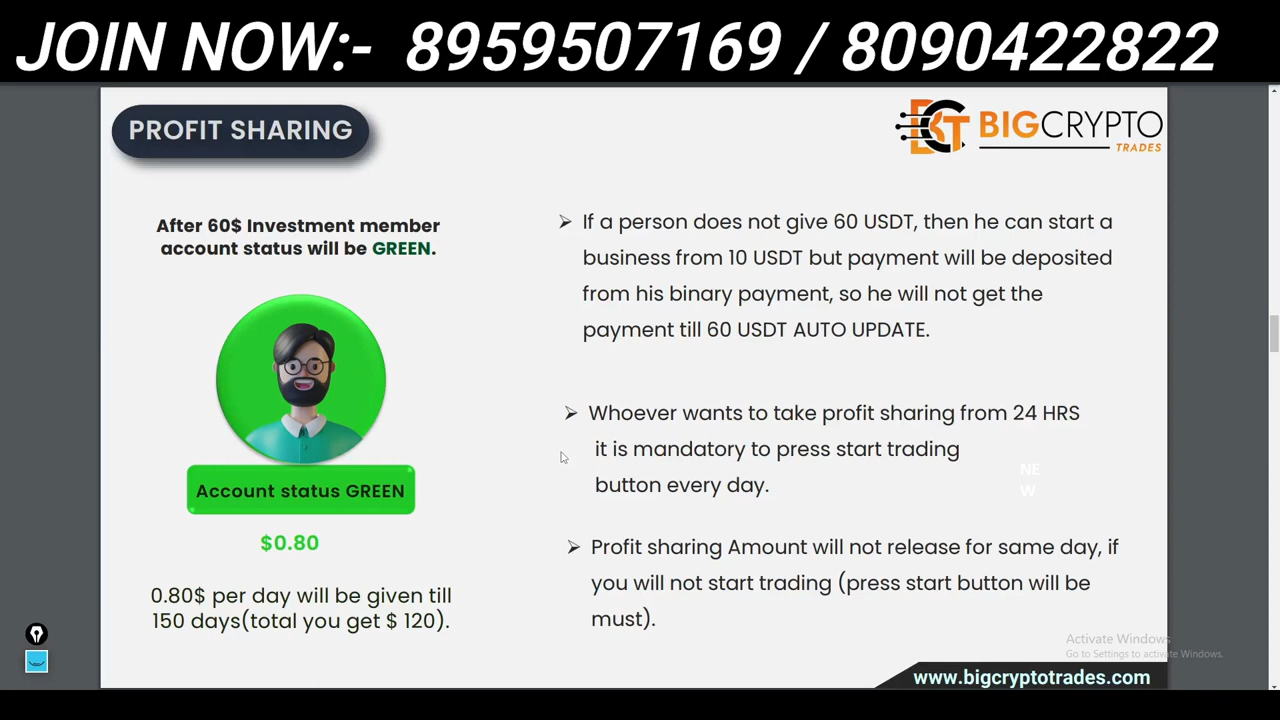 JOIN NOW:- 8959507169 / 8090422822
PROFIT SHARING
BIGCRYPTO
TRADES
After 60$ Investment member
account status will be GREEN.
Account status GREEN
$0.80
0.80$ per day will be given till
150 days(total you get $ 120).
If a person does not give 60 USDT, then he can start a
business from 10 USDT but payment will be deposited
from his binary payment, so he will not get the
payment till 60 USDT AUTO UPDATE.
Whoever wants to take profit sharing from 24 HRS
it is mandatory to press start trading
button every day.
NE
W
Profit sharing Amount will not release for same day, if
you will not start trading (press start button will be
must).
Activate Windows
Go to Settings to activate Windows.
www.bigcryptotrades.com